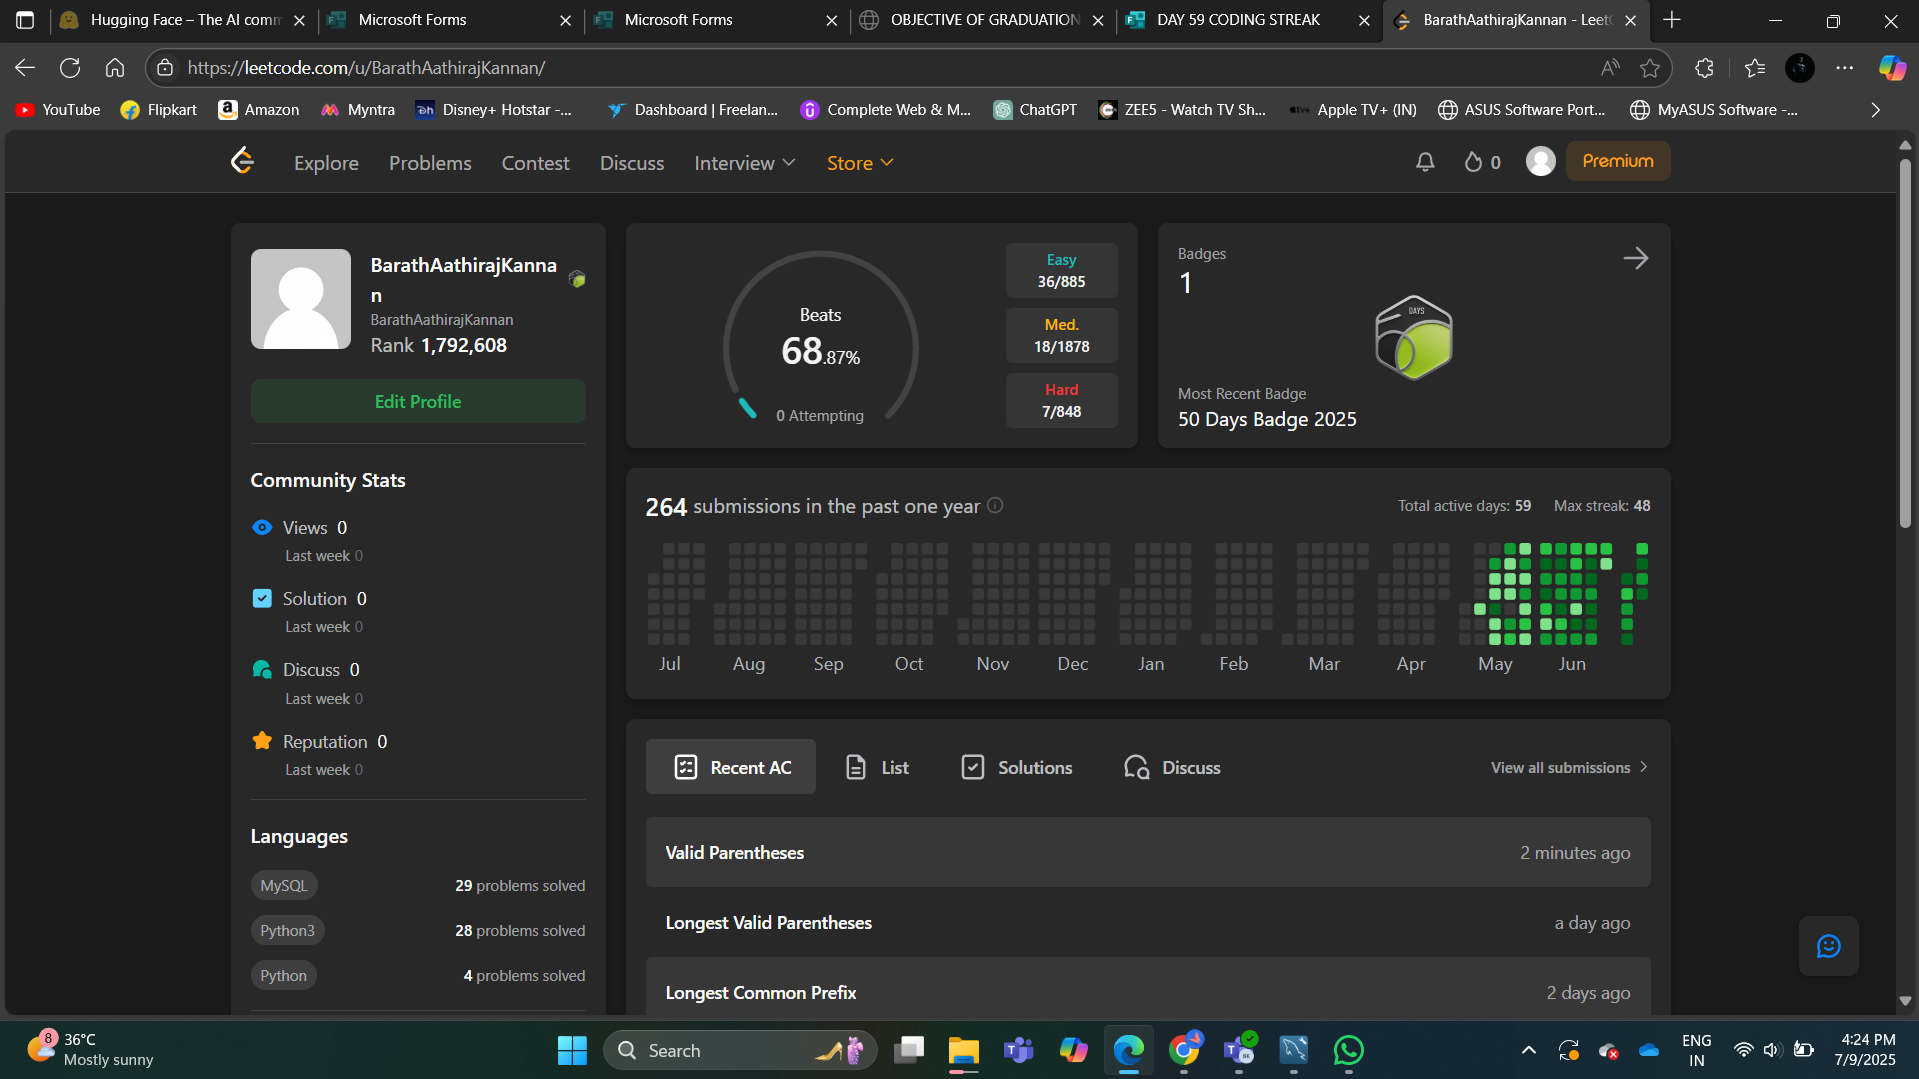 Hugging Face – The AI comm
Microsoft Forms
Microsoft Forms
OBJECTIVE OF GRADUATION
DAY 59 CODING STREAK
BarathAathirajKannan - LeetC
https://leetcode.com/u/BarathAathirajKannan/
YouTube
Flipkart
Amazon
Myntra
Disney+ Hotstar -...
Dashboard | Freelan...
Complete Web & M...
ChatGPT
ZEE5 - Watch TV Sh...
Apple TV+ (IN)
ASUS Software Port...
MyASUS Software -...
Explore
Problems
Contest
Discuss
Interview
Store
0
Premium
BarathAathirajKanna
n
BarathAathirajKannan
Rank 1,792,608
Edit Profile
Community Stats
Views 0
Last week 0
Solution 0
Last week 0
Discuss 0
Last week 0
Reputation 0
Last week 0
Languages
MySQL
29 problems solved
Python3
28 problems solved
Python
4 problems solved
Beats
68.87%
0 Attempting
Easy
36/885
Med.
18/1878
Hard
7/848
Badges
1
DAYS
Most Recent Badge
50 Days Badge 2025
264 submissions in the past one year
Total active days: 59
Max streak: 48
Jul
Aug
Sep
Oct
Nov
Dec
Jan
Feb
Mar
Apr
May
Jun
Recent AC
List
Solutions
Discuss
View all submissions
Valid Parentheses
2 minutes ago
Longest Valid Parentheses
a day ago
Longest Common Prefix
2 days ago
8
36°C
Mostly sunny
Search
ENG
IN
4:24 PM
7/9/2025